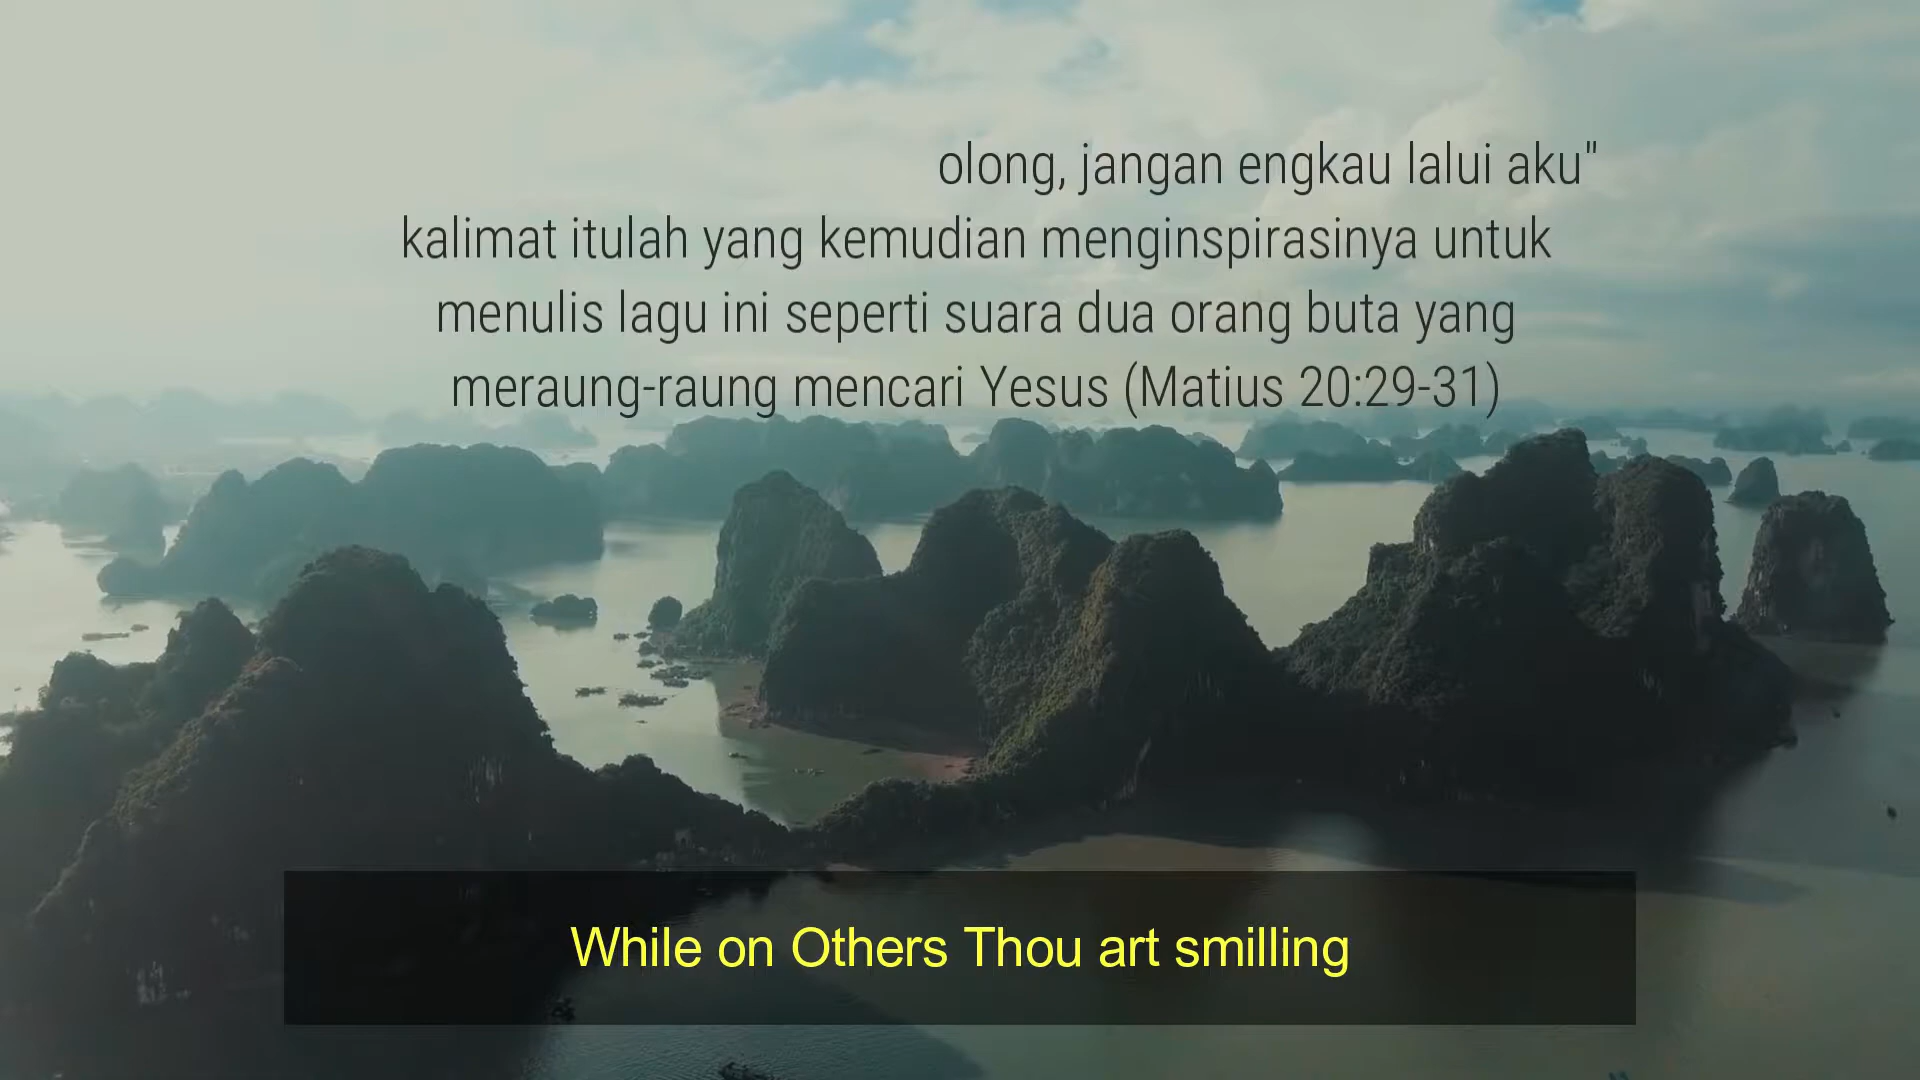 olong, jangan engkau lalui aku"
kalimat itulah yang kemudian menginspirasinya untuk
menulis lagu ini seperti suara dua orang buta yang
meraung-raung mencari Yesus (Matius 20:29-31)
While on Others Thou art smilling